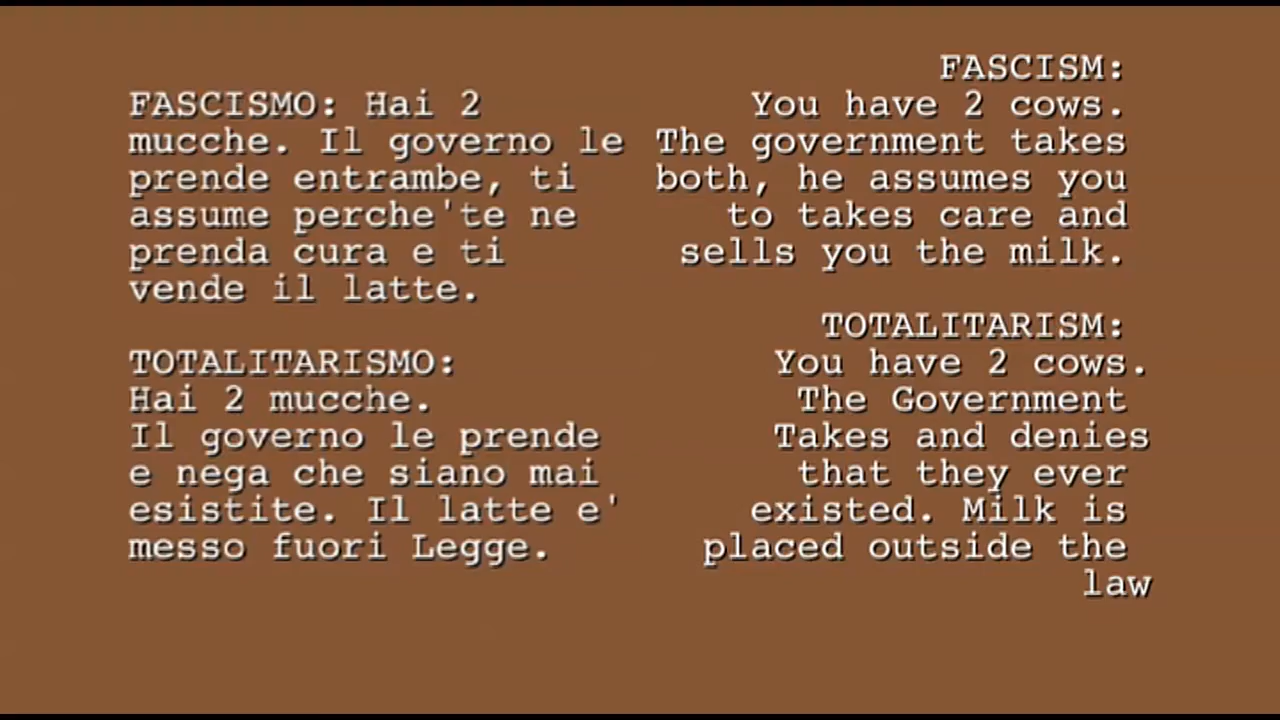 FASCISMO: Hai 2
mucche. Il governo le
prende entrambe, ti
assume perche'te ne
prenda cura e ti
vende il latte.
TOTALITARISMO:
Hai 2 mucche.
Il governo le prende
e nega che siano mai
esistite. Il latte e'
messo fuori Legge.
FASCISM:
You have 2 cows.
The government takes
both, he assumes you
to takes care and
sells you the milk.
TOTALITARISM:
You have 2 cows.
The Government
Takes and denies
that they ever
existed. Milk is
placed outside the
law